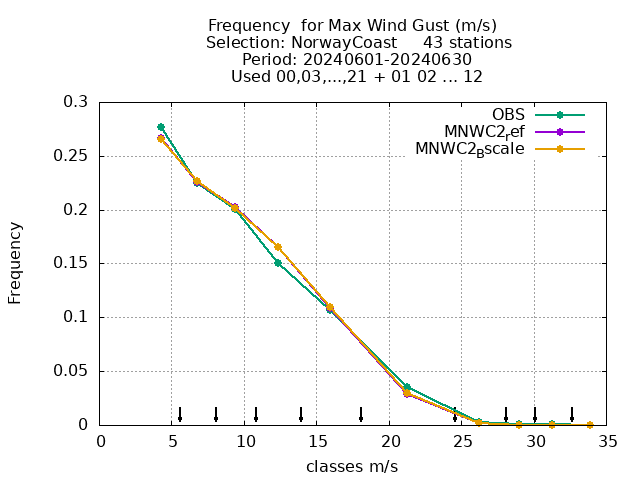 Frequency  for Max Wind Gust (m/s)
Selection: NorwayCoast     43 stations
Period: 20240601-20240630
Used 00,03,...,21 + 01 02 ... 12
OBS
MNWC2_ref
MNWC2_Bscale
0.3
0.25
0.2
0.15
0.1
0.05
0
Frequency
0 5 10 15 20 25 30 35
classes m/s